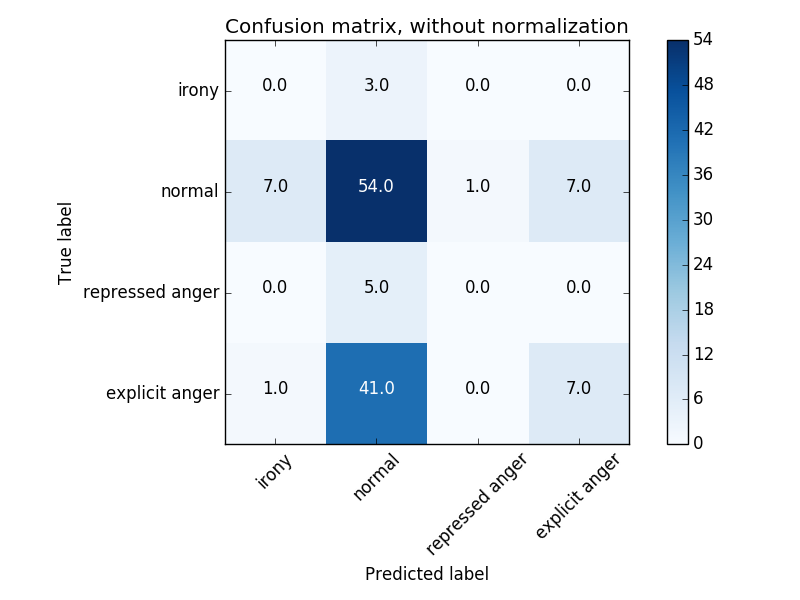 Confusion matrix, without normalization
True label
irony 0.0 3.0 0.0 0.0
normal 7.0 54.0 1.0 7.0
repressed anger 0.0 5.0 0.0 0.0
explicit anger 1.0 41.0 0.0 7.0
irony normal repressed anger explicit anger
Predicted label
54
48
42
36
30
24
18
12
6
0